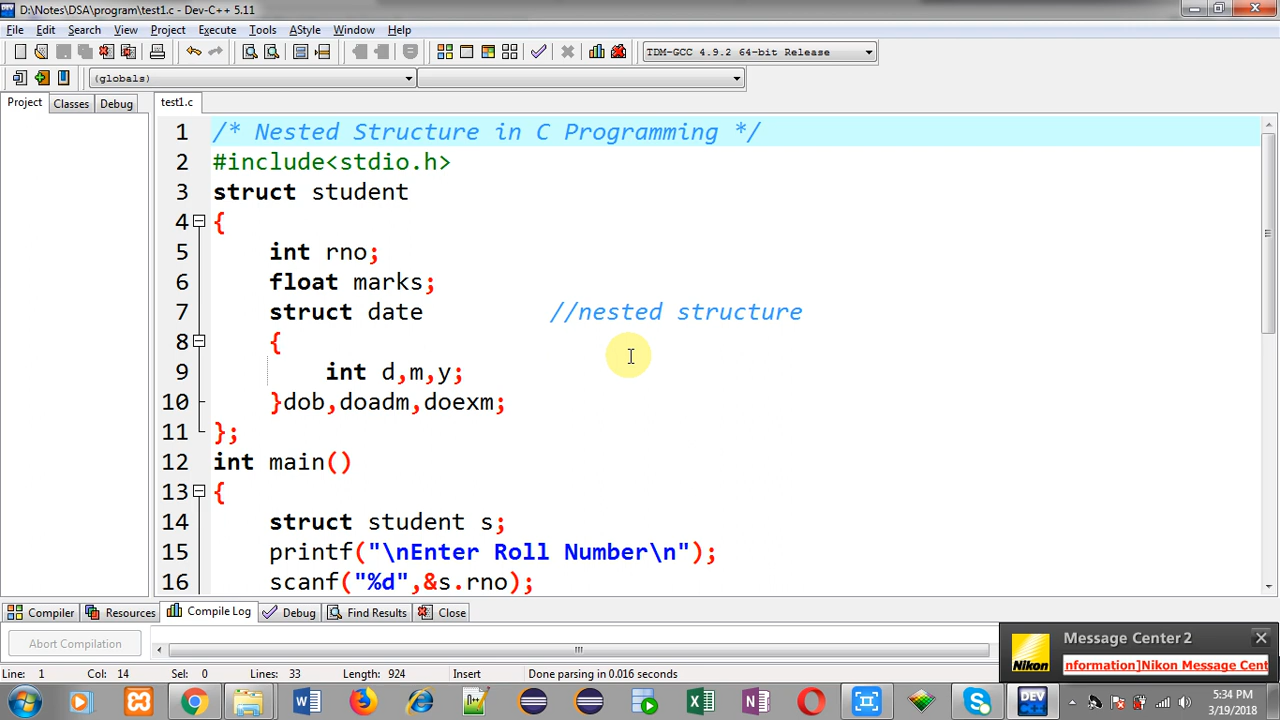 D:\Notes\DSA\program\test1.c - Dev-C++ 5.11
File Edit Search View Project Execute Tools AStyle Window Help
TDM-GCC 4.9.2 64-bit Release
(globals)
Project Classes Debug test1.c
1 /* Nested Structure in C Programming */
2 #include<stdio.h>
3 struct student
4 {
5 int rno;
6 float marks;
7 struct date //nested structure
8 {
9 int d,m,y;
10 }dob,doadm,doexm;
11 };
12 int main()
13 {
14 struct student s;
15 printf("\nEnter Roll Number\n");
16 scanf("%d",&s.rno);
Compiler Resources Compile Log Debug Find Results Close
Abort Compilation
Message Center 2
Nikon
nformation]Nikon Message Cent
Line: 1 Col: 14 Sel: 0 Lines: 33 Length: 924 Insert Done parsing in 0.016 seconds
DEV
5:34 PM
3/19/2018